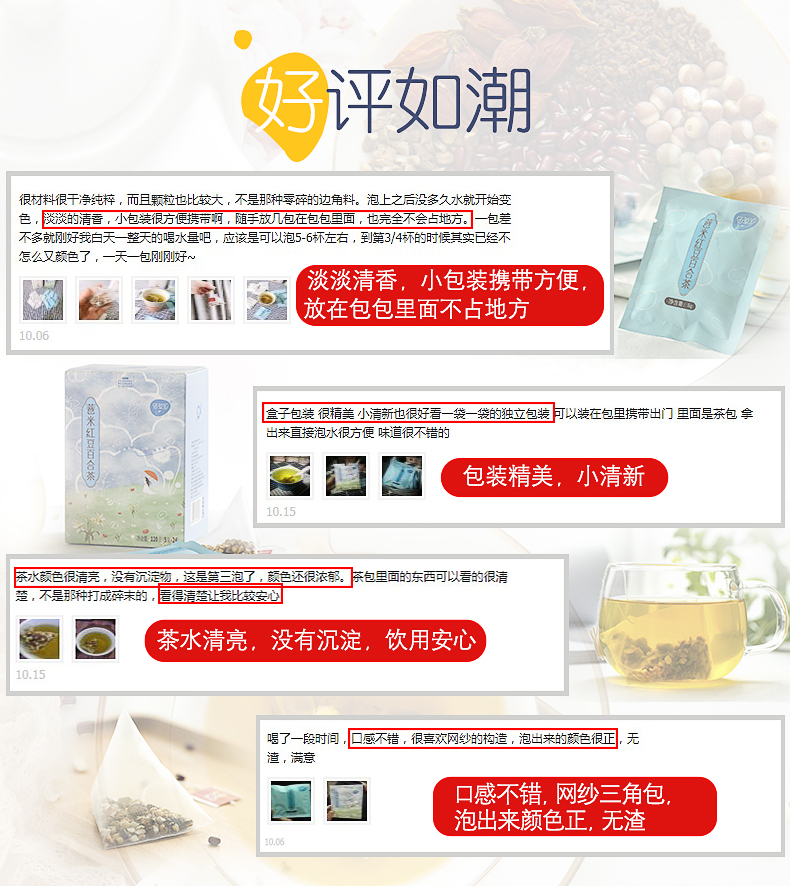 好评如潮
很材料很干净纯粹，而且颗粒也比较大，不是那种零碎的边角料。泡上之后没多久水就开始变
色，淡淡的清香，小包装很方便携带啊，随手放几包在包包里面，也完全不会占地方。一包差
不多就刚好我白天一整天的喝水量吧，应该是可以泡5-6杯左右，到第3/4杯的时候其实已经不
怎么又颜色了，一天一包刚刚好~
淡淡清香，小包装携带方便，
放在包包里面不占地方
10.06
薏米红豆百合茶
薏米红豆百合茶
盒子包装 很精美 小清新也很好看一袋一袋的独立包装 可以装在包里携带出门 里面是茶包 拿
出来直接泡水很方便 味道很不错的
包装精美，小清新
10.15
茶水颜色很清亮，没有沉淀物，这是第三泡了，颜色还很浓郁。茶包里面的东西可以看的很清
楚，不是那种打成碎末的，看得清楚让我比较安心
茶水清亮，没有沉淀，饮用安心
10.15
喝了一段时间，口感不错，很喜欢网纱的构造，泡出来的颜色很正，无
渣，满意
口感不错, 网纱三角包,
泡出来颜色正, 无渣
10.06